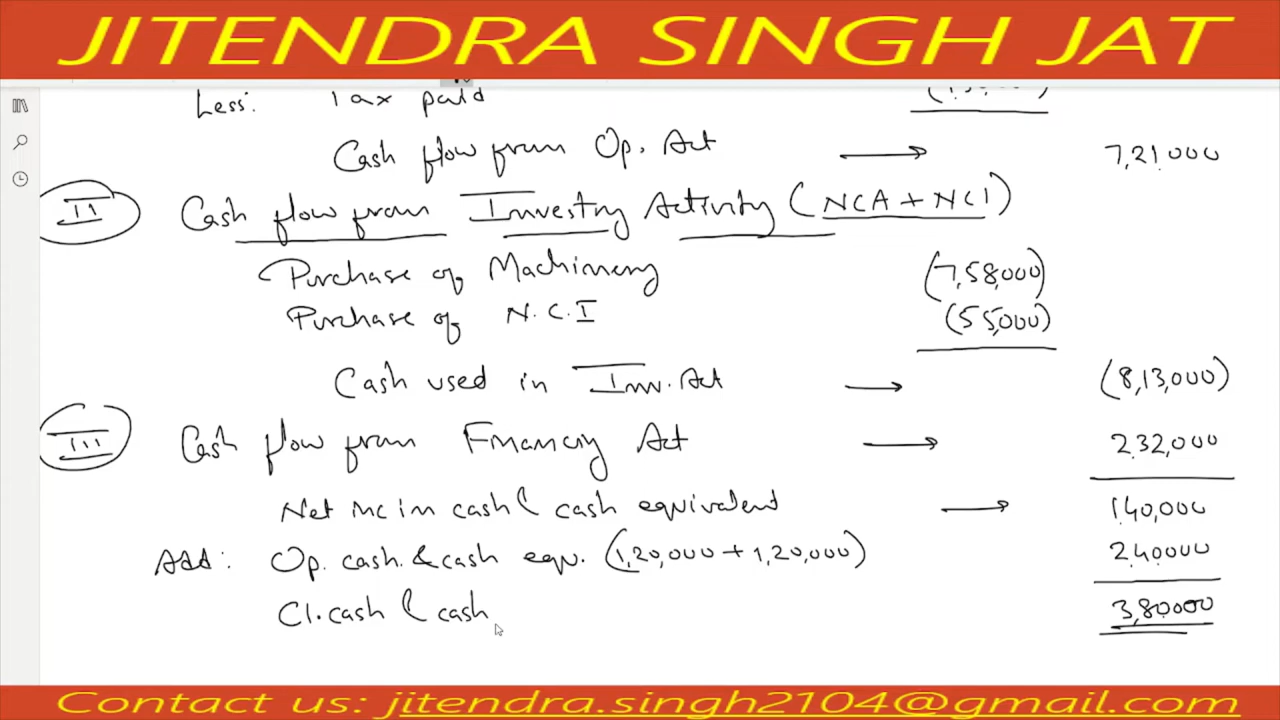 JITENDRA SINGH JAT
Less: Tax paid
Cash flow from Op. Act → 7,21,000
II Cash flow from Investing Activity (NCA + NCI)
Purchase of Machinery (7,58,000)
Purchase of N.C.I (55,000)
Cash used in Inv. Act → (8,13,000)
III Cash flow from Financing Act → 2,32,000
Net inc in cash & cash equivalent → 1,40,000
Add: Op. cash & cash equ. (1,20,000 + 1,20,000) 2,40,000
Cl. cash & cash 3,80,000
Contact us: jitendra.singh2104@gmail.com